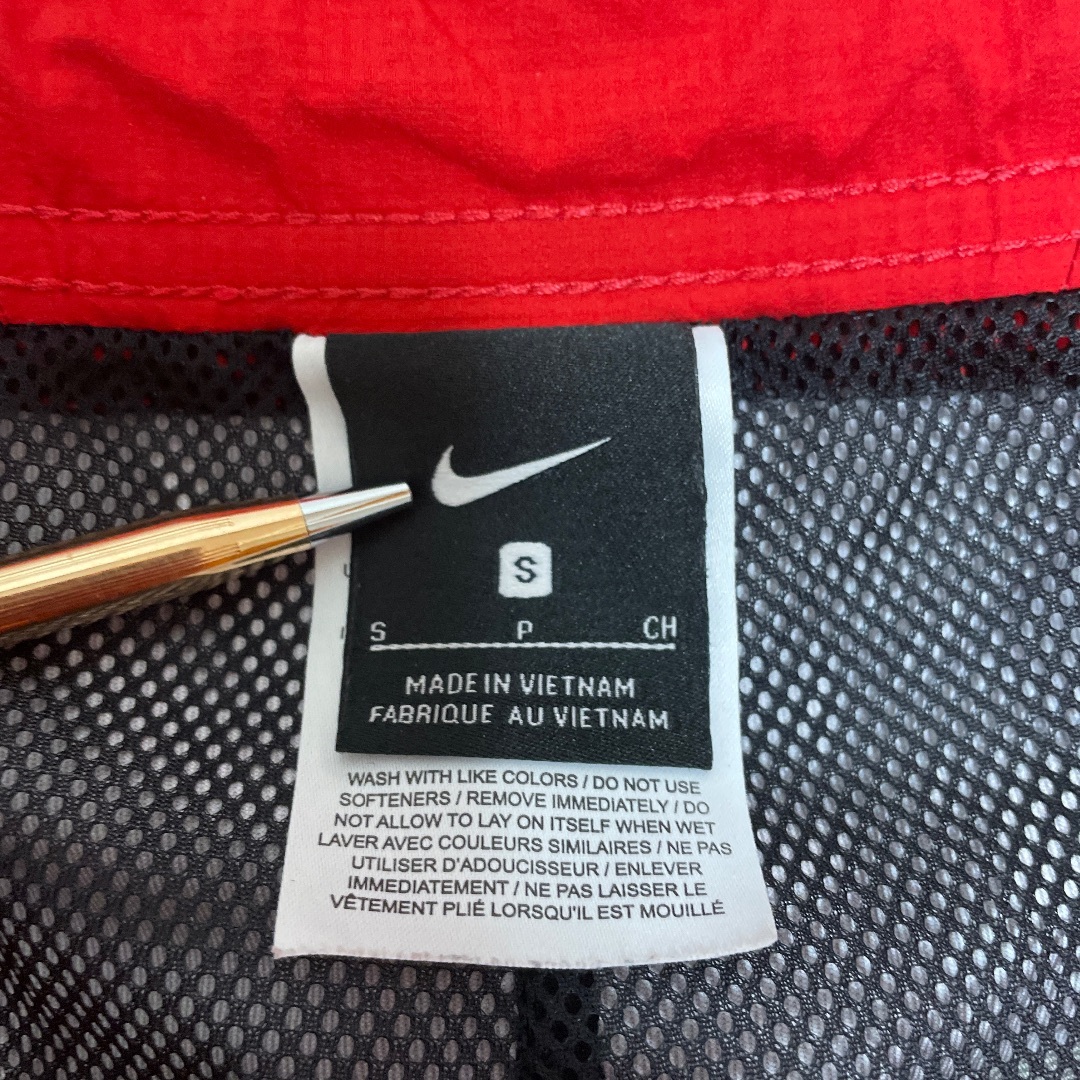 S
S P CH
MADE IN VIETNAM
FABRIQUE AU VIETNAM
WASH WITH LIKE COLORS / DO NOT USE
SOFTENERS / REMOVE IMMEDIATELY / DO
NOT ALLOW TO LAY ON ITSELF WHEN WET
LAVER AVEC COULEURS SIMILAIRES / NE PAS
UTILISER D'ADOUCISSEUR / ENLEVER
IMMEDIATEMENT / NE PAS LAISSER LE
VÊTEMENT PLIÉ LORSQU'IL EST MOUILLÉ